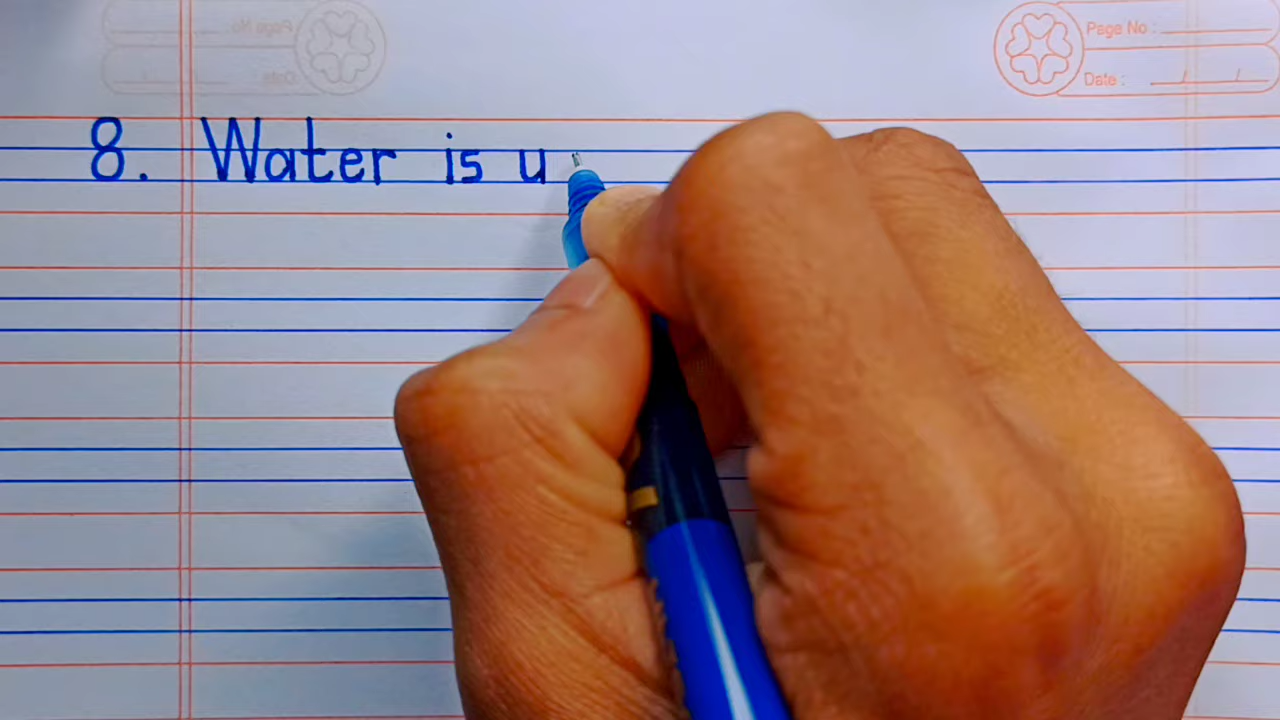 Page No :
Date :
8. Water is u